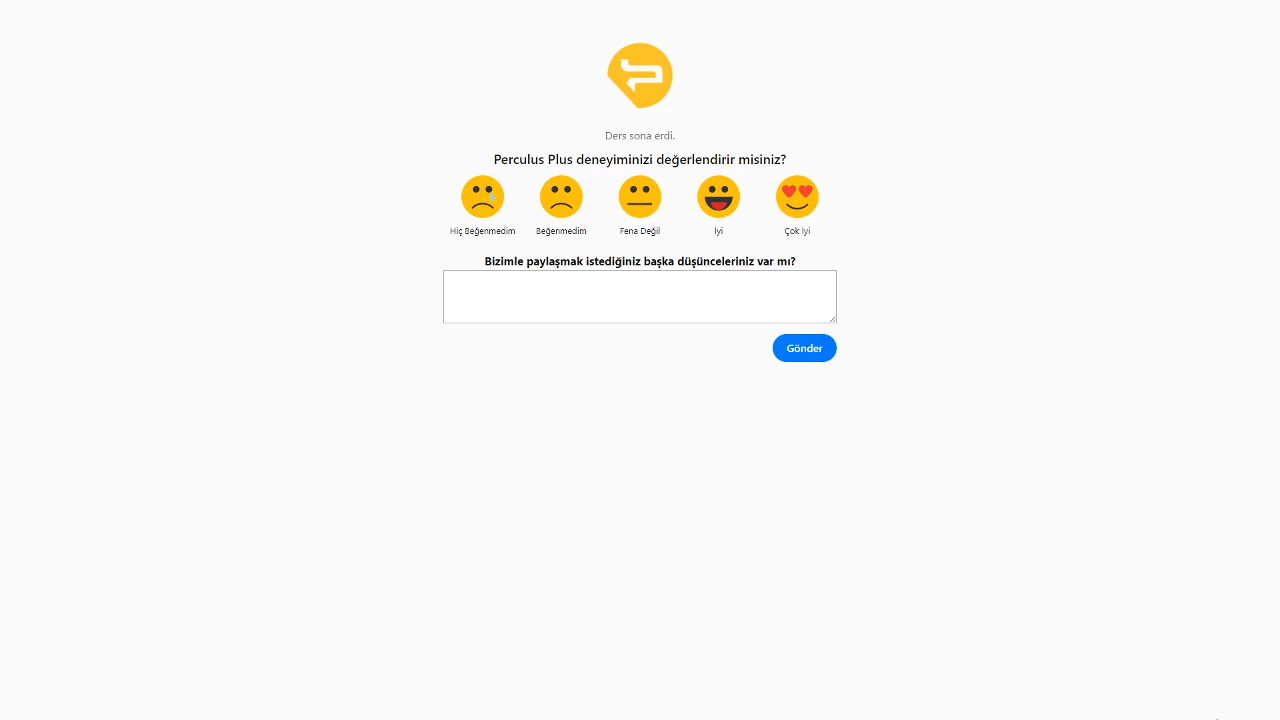 Ders sona erdi.
Perculus Plus deneyiminizi değerlendirir misiniz?
Hiç Beğenmedim Beğenmedim Fena Değil İyi Çok İyi
Bizimle paylaşmak istediğiniz başka düşünceleriniz var mı?
Gönder